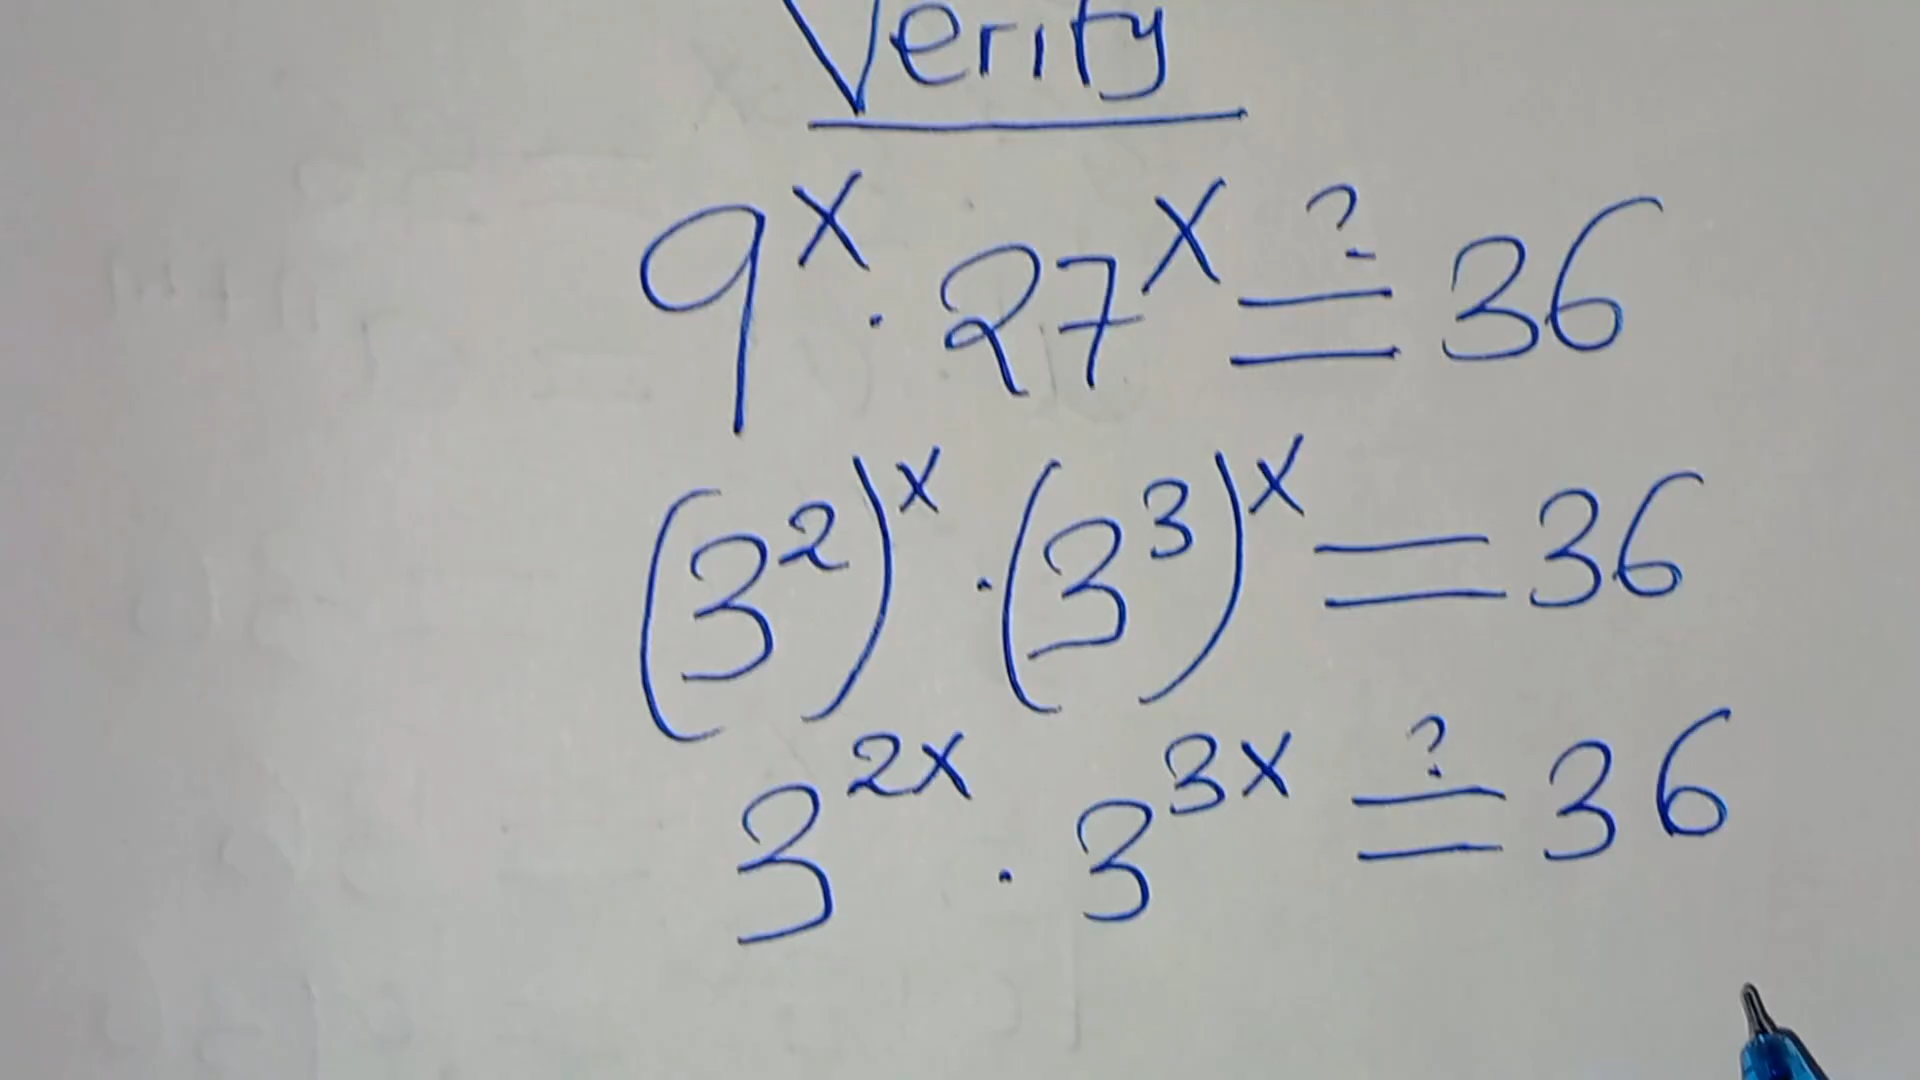 Verify
9^x · 27^x ≟ 36
(3^2)^x · (3^3)^x = 36
3^2x · 3^3x ≟ 36